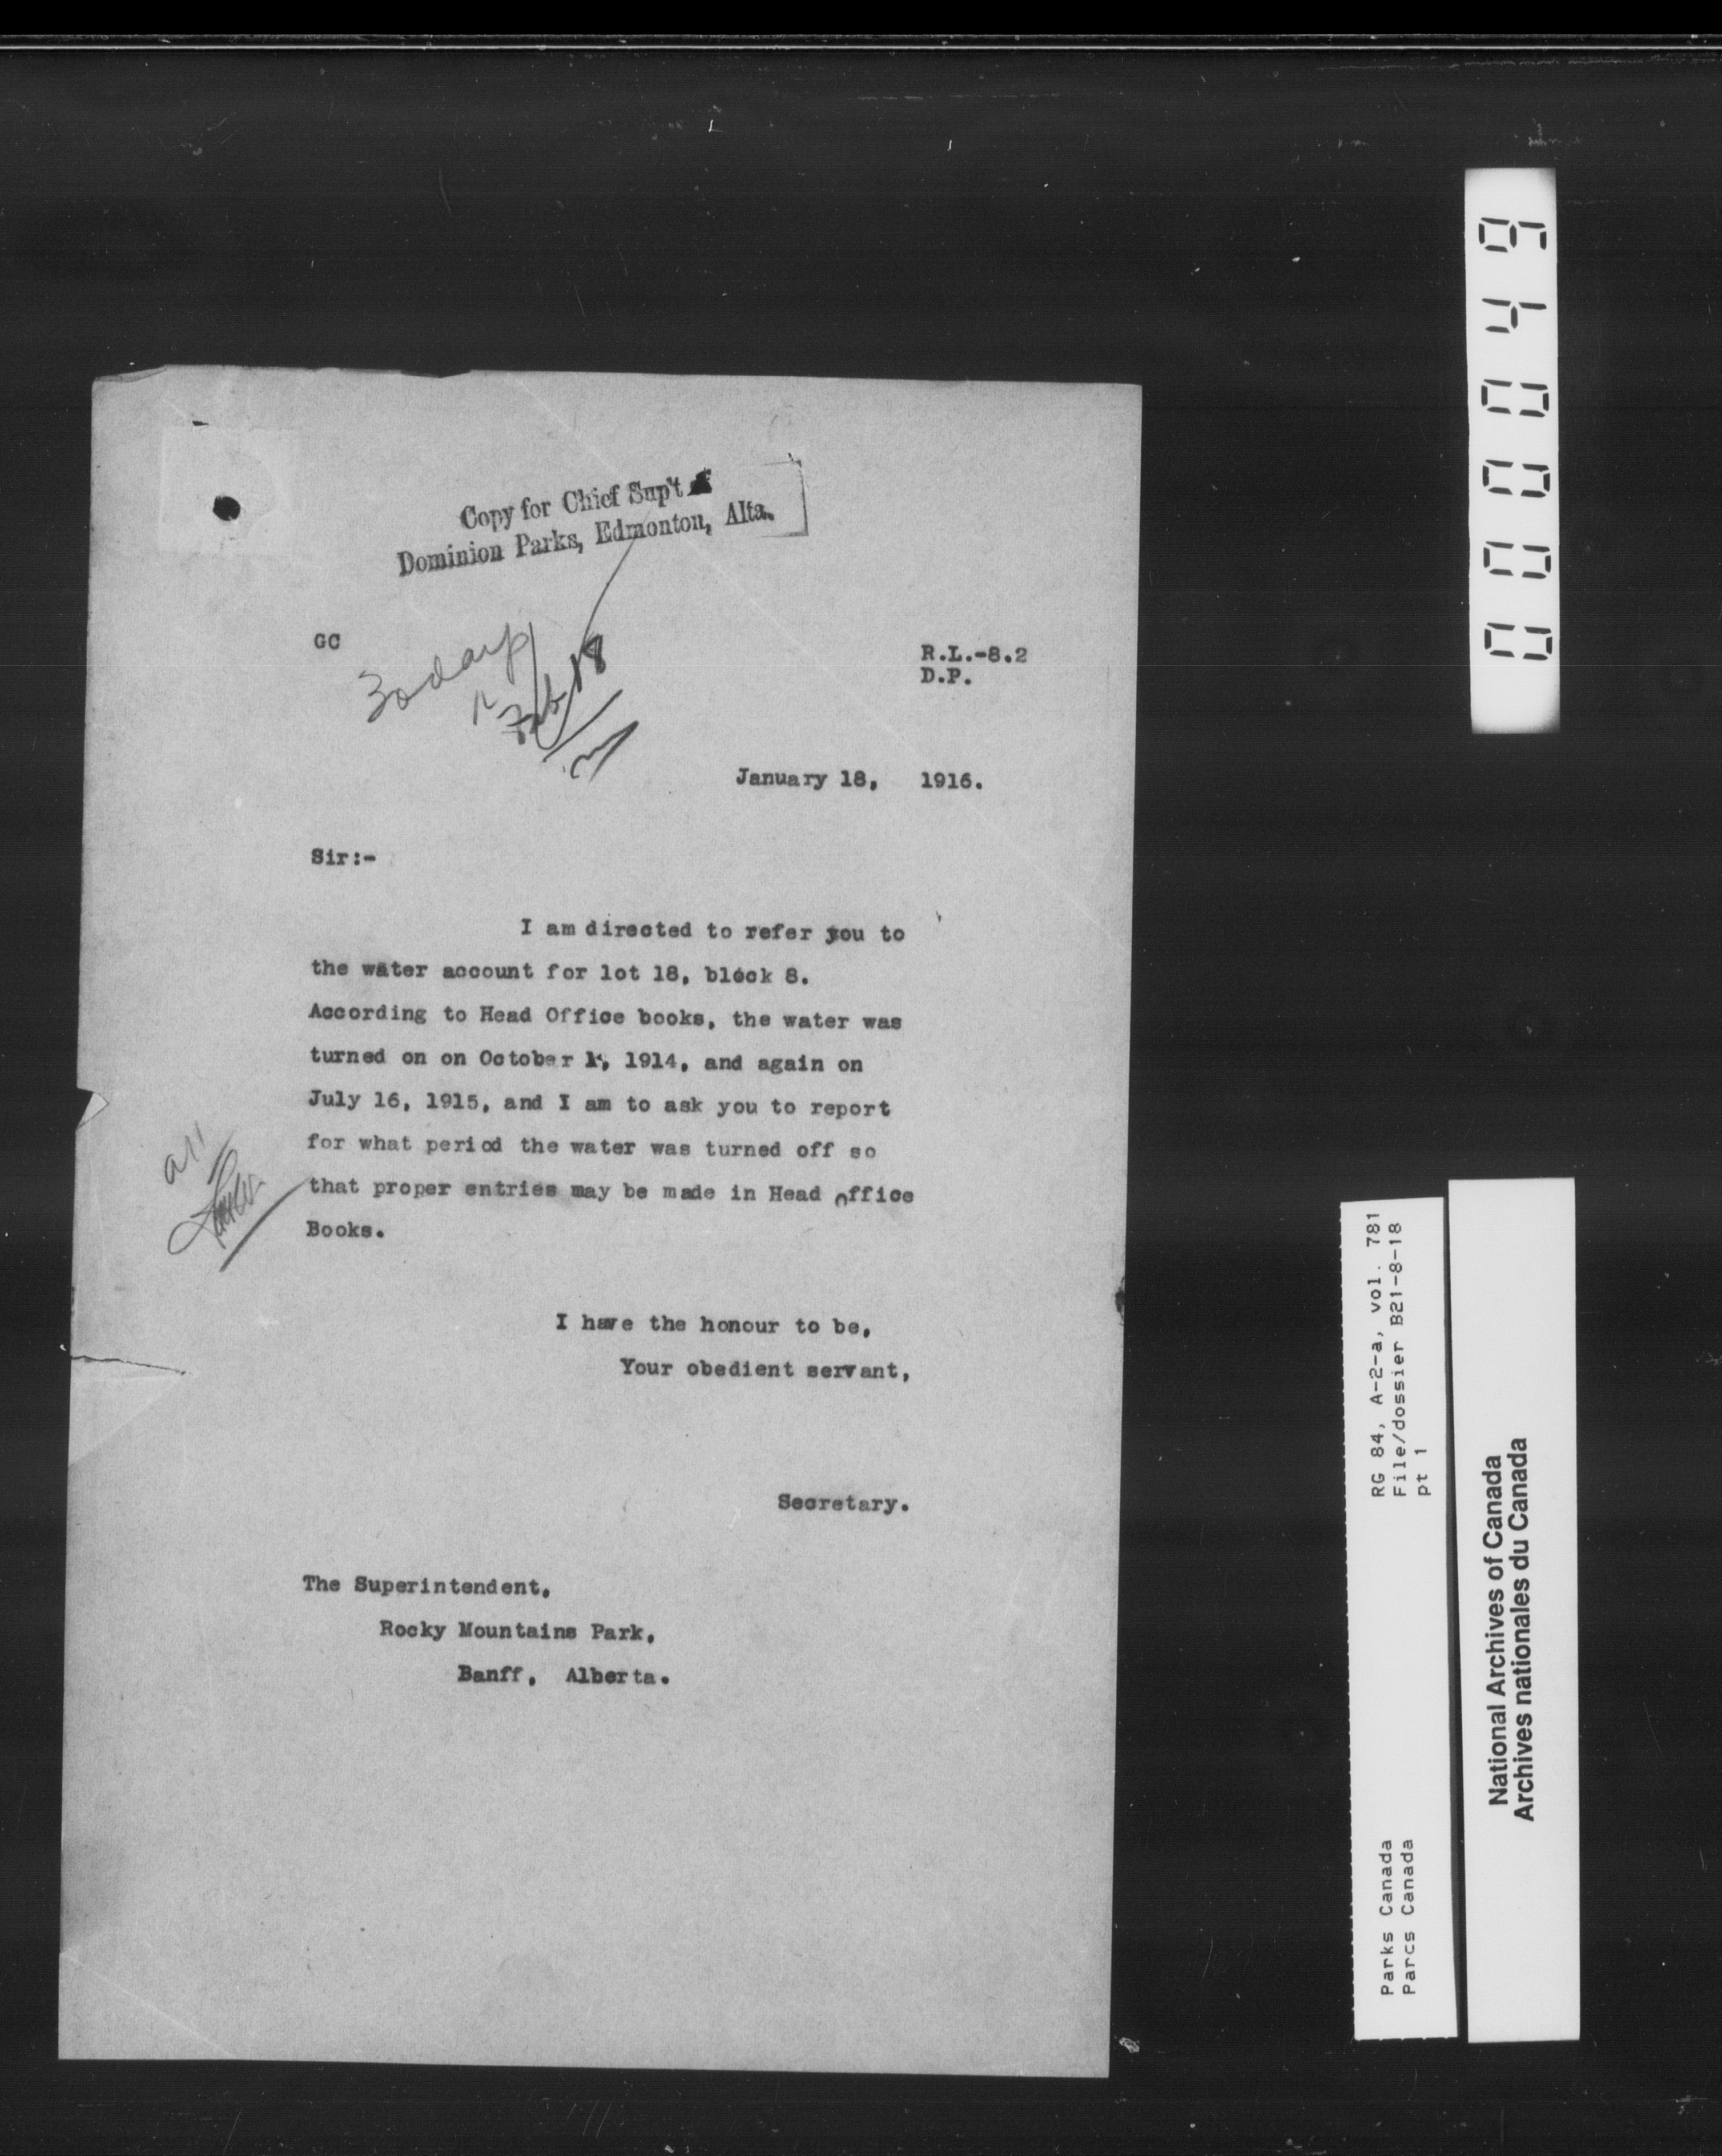 Copy for Chief Sup't of
Dominion Parks, Edmonton, Alta.
GC
30 days
Feb 18
R.L.-8.2
D.P.
January 18, 1916.
Sir:-
I am directed to refer you to
the water account for lot 18, block 8.
According to Head Office books, the water was
turned on on October 1, 1914, and again on
July 16, 1915, and I am to ask you to report
for what period the water was turned off so
that proper entries may be made in Head office
Books.
I have the honour to be,
Your obedient servant,
Secretary.
The Superintendent,
Rocky Mountains Park,
Banff, Alberta.
000049
RG 84, A-2-a, vol. 781
File/dossier B21-8-18
pt 1
Parks Canada
Parcs Canada
National Archives of Canada
Archives nationales du Canada